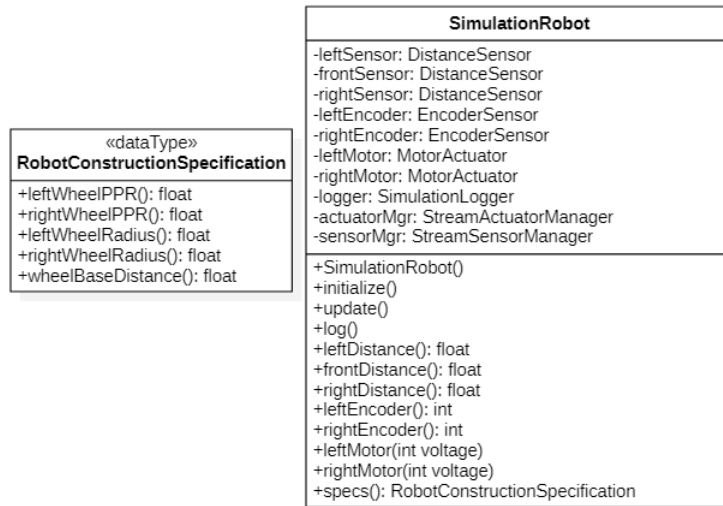 «dataType»
RobotConstructionSpecification
+leftWheelPPR(): float
+rightWheelPPR(): float
+leftWheelRadius(): float
+rightWheelRadius(): float
+wheelBaseDistance(): float
SimulationRobot
-leftSensor: DistanceSensor
-frontSensor: DistanceSensor
-rightSensor: DistanceSensor
-leftEncoder: EncoderSensor
-rightEncoder: EncoderSensor
-leftMotor: MotorActuator
-rightMotor: MotorActuator
-logger: SimulationLogger
-actuatorMgr: StreamActuatorManager
-sensorMgr: StreamSensorManager
+SimulationRobot()
+initialize()
+update()
+log()
+leftDistance(): float
+frontDistance(): float
+rightDistance(): float
+leftEncoder(): int
+rightEncoder(): int
+leftMotor(int voltage)
+rightMotor(int voltage)
+specs(): RobotConstructionSpecification